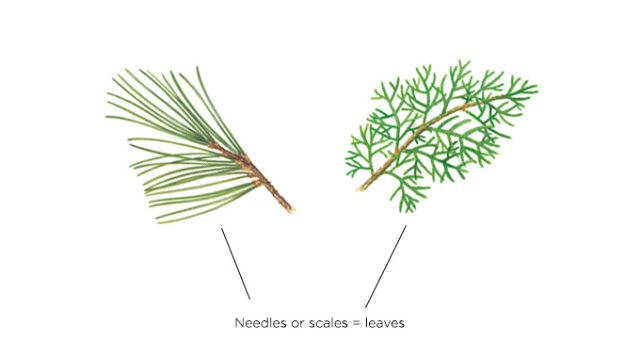 Needles or scales = leaves